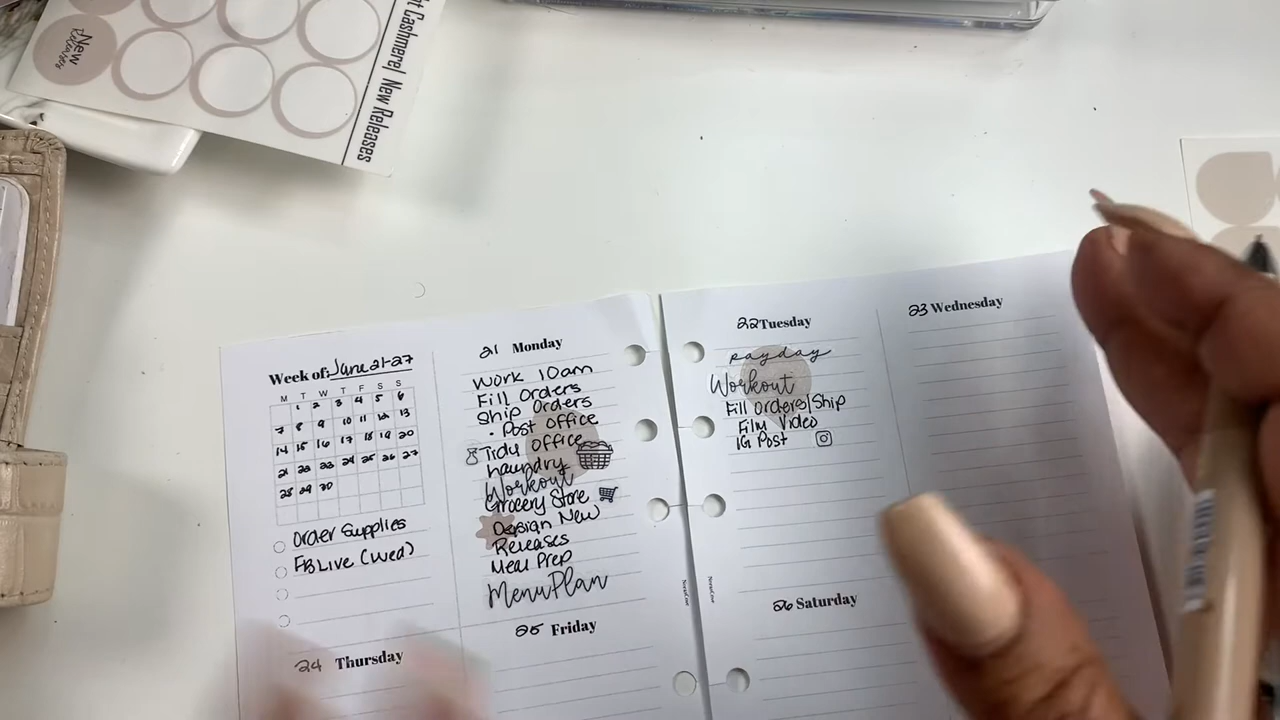 New
Releases
t Cashmere| New Releases
Week of: June 21-27
M T W T F S S
1 2 3 4 5 6
7 8 9 10 11 12 13
14 15 16 17 18 19 20
21 22 23 24 25 26 27
28 29 30
Order Supplies
FB Live (Wed)
24 Thursday
21 Monday
Work 10am
Fill Orders
Ship Orders
· Post Office
Tidy Office
Laundry
Workout
Grocery Store
Design New
Releases
Meal Prep
Menu Plan
25 Friday
22 Tuesday
payday
Workout
Fill Orders/Ship
Film Video
IG Post
26 Saturday
23 Wednesday